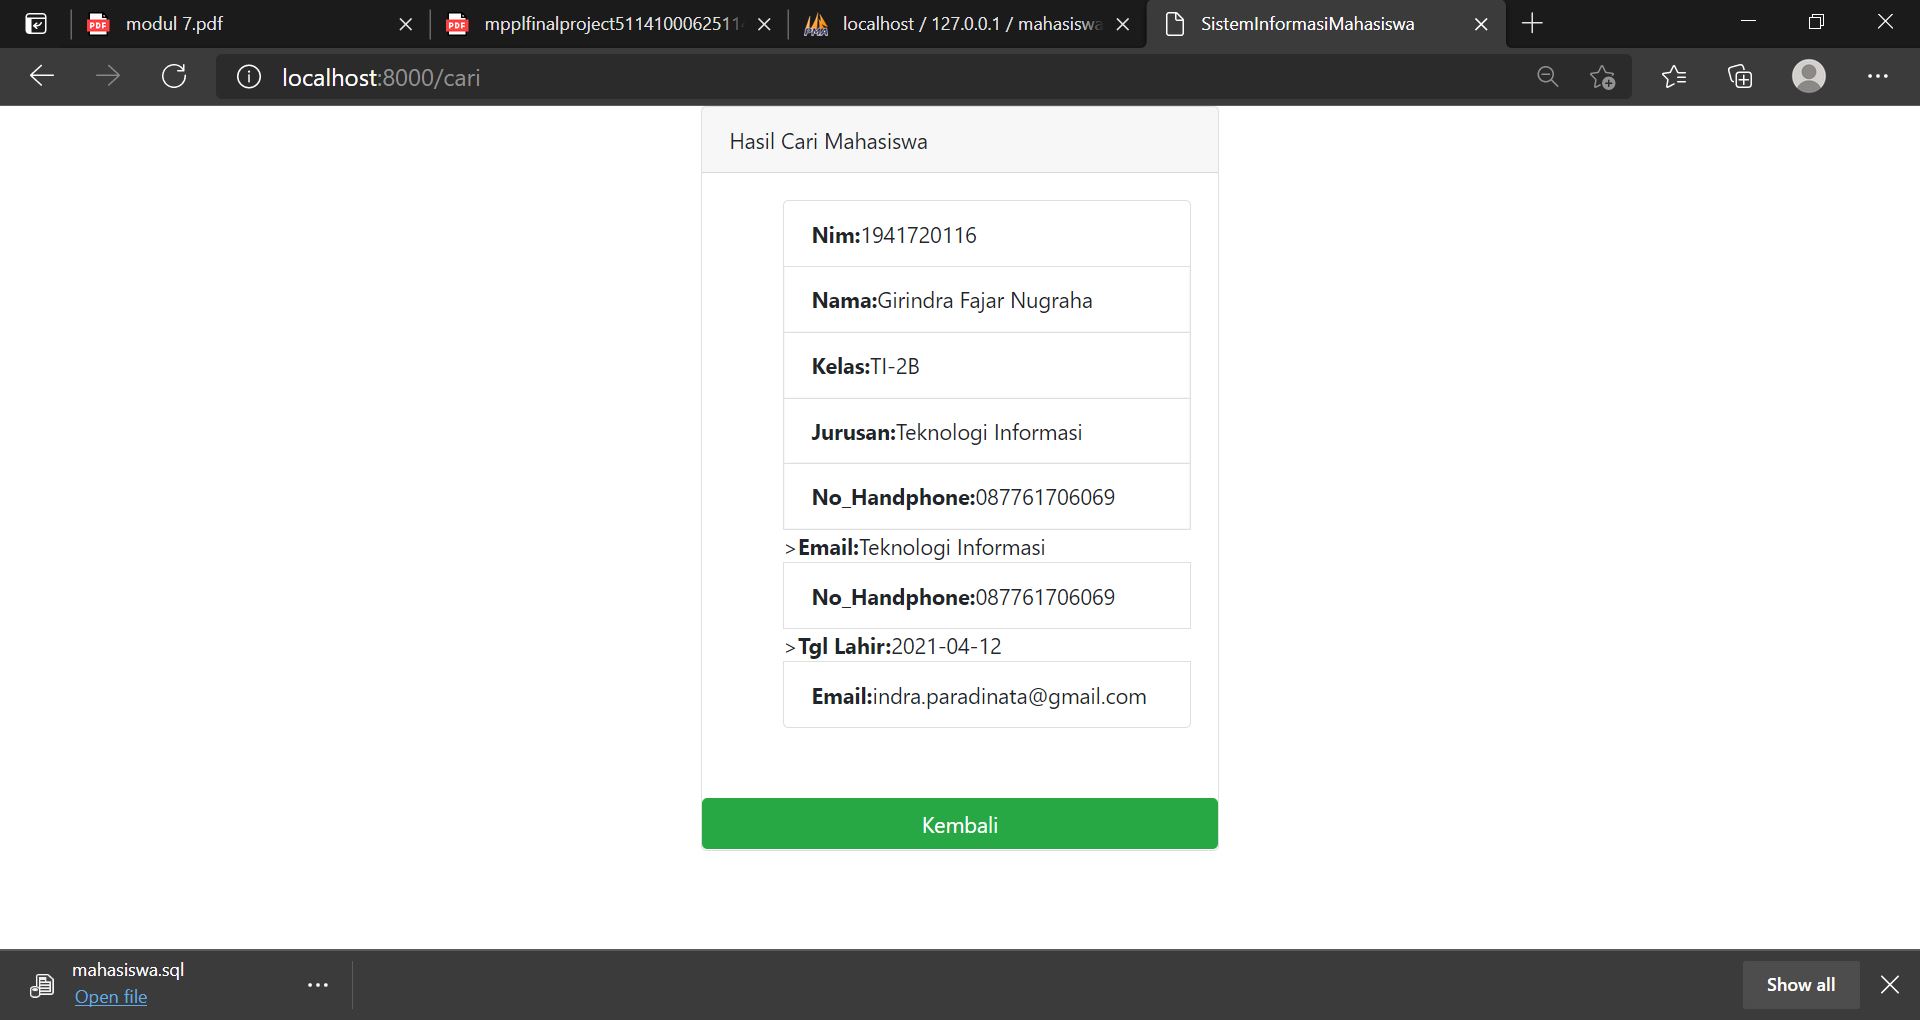 modul 7.pdf
mpplfinalproject5114100062511
localhost / 127.0.0.1 / mahasiswa
SistemInformasiMahasiswa
localhost:8000/cari
Hasil Cari Mahasiswa
Nim:1941720116
Nama:Girindra Fajar Nugraha
Kelas:TI-2B
Jurusan:Teknologi Informasi
No_Handphone:087761706069
>Email:Teknologi Informasi
No_Handphone:087761706069
>Tgl Lahir:2021-04-12
Email:indra.paradinata@gmail.com
Kembali
mahasiswa.sql
Open file
Show all